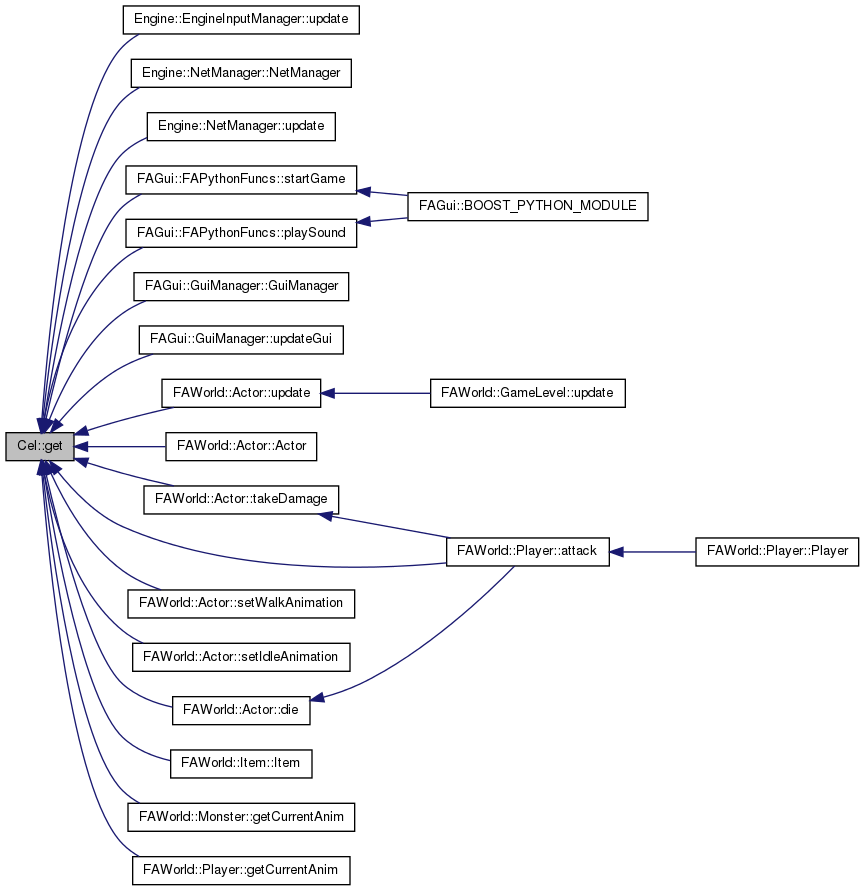 Engine::EngineInputManager::update
Engine::NetManager::NetManager
Engine::NetManager::update
FAGui::FAPythonFuncs::startGame
FAGui::BOOST_PYTHON_MODULE
FAGui::FAPythonFuncs::playSound
FAGui::GuiManager::GuiManager
FAGui::GuiManager::updateGui
FAWorld::Actor::update
FAWorld::GameLevel::update
Cel::get
FAWorld::Actor::Actor
FAWorld::Actor::takeDamage
FAWorld::Player::attack
FAWorld::Player::Player
FAWorld::Actor::setWalkAnimation
FAWorld::Actor::setIdleAnimation
FAWorld::Actor::die
FAWorld::Item::Item
FAWorld::Monster::getCurrentAnim
FAWorld::Player::getCurrentAnim